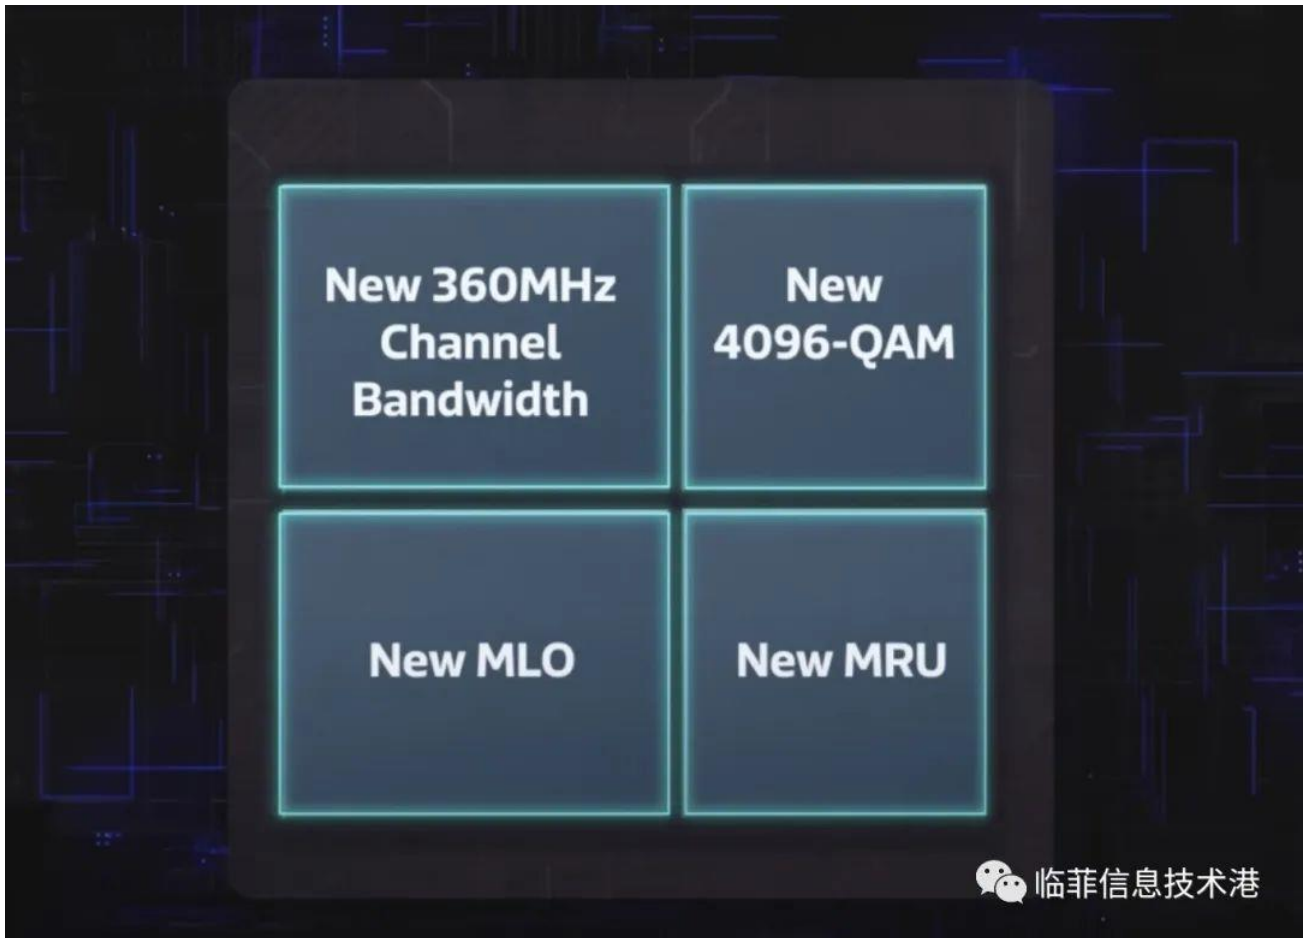 New 360MHz
Channel
Bandwidth
New
4096-QAM
New MLO
New MRU
临菲信息技术港